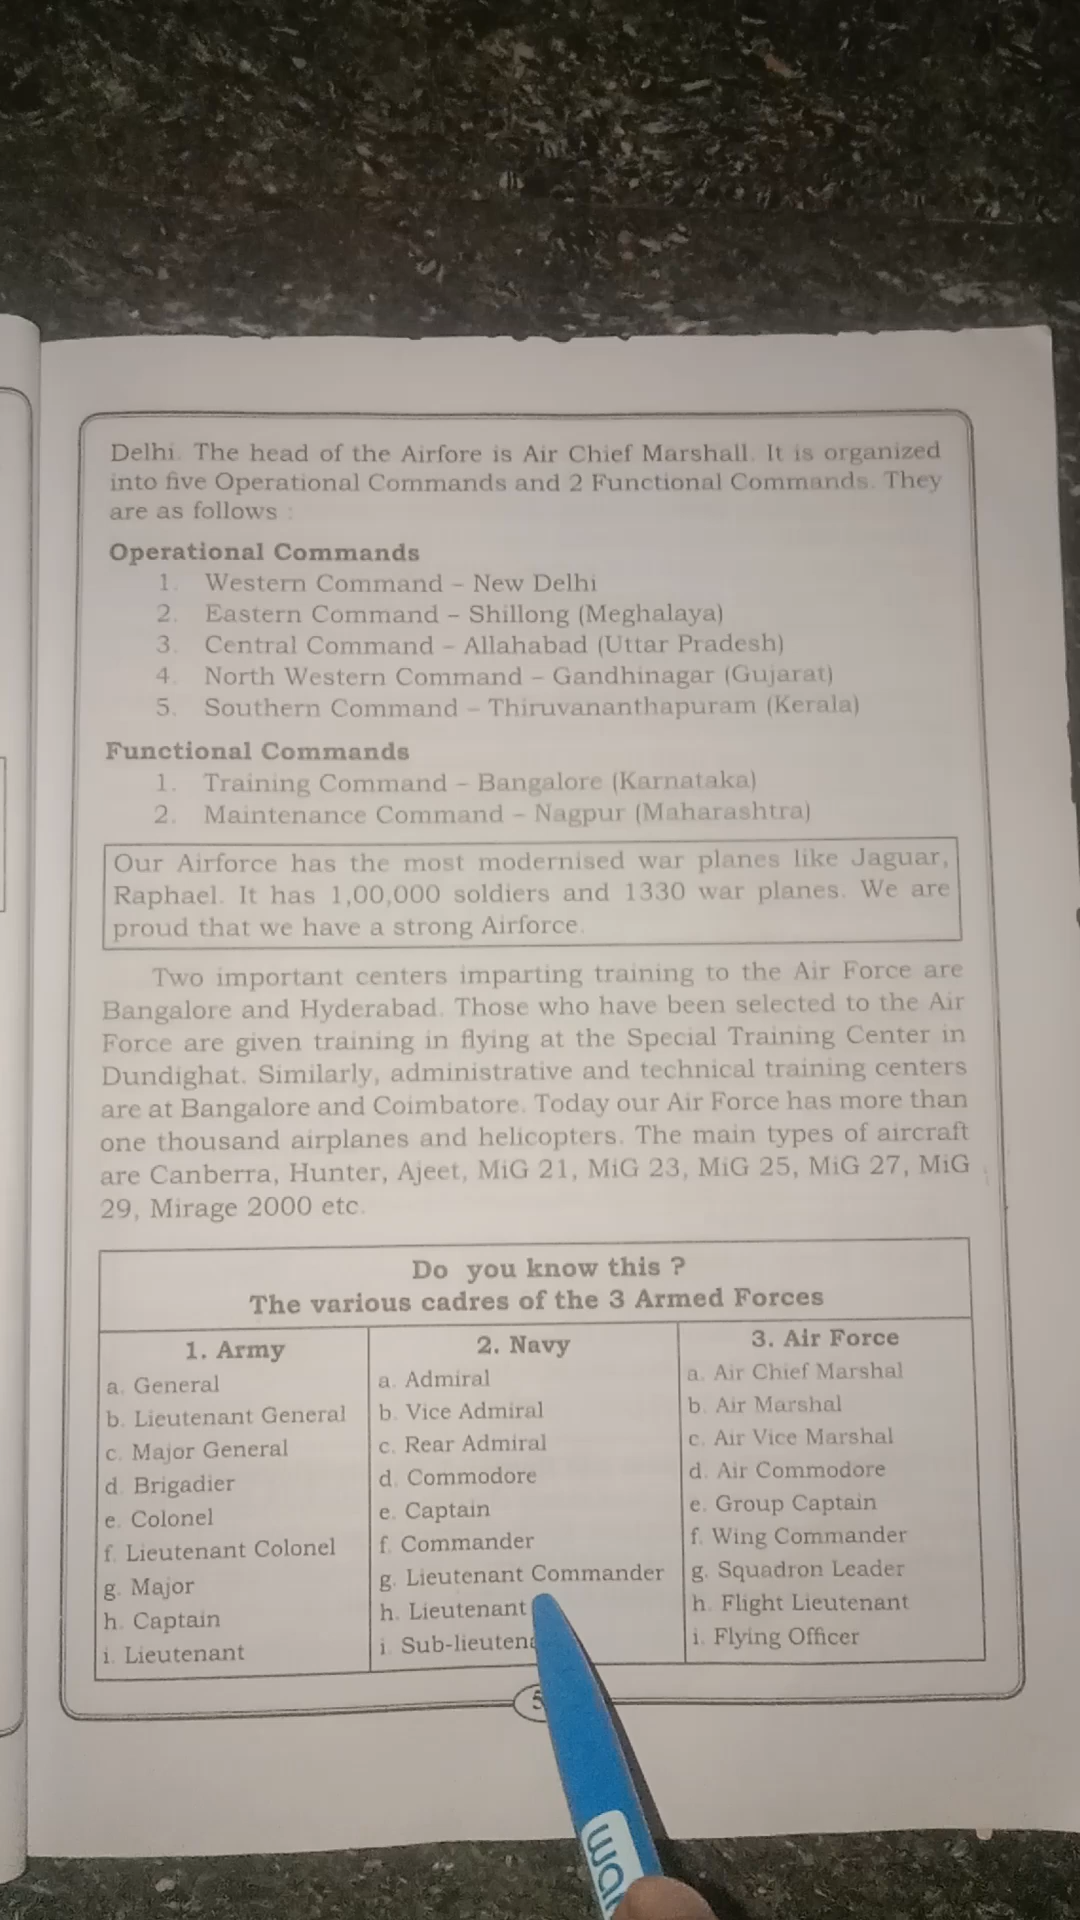 Delhi. The head of the Airfore is Air Chief Marshall. It is organized
into five Operational Commands and 2 Functional Commands. They
are as follows :
Operational Commands
1. Western Command – New Delhi
2. Eastern Command – Shillong (Meghalaya)
3. Central Command – Allahabad (Uttar Pradesh)
4. North Western Command – Gandhinagar (Gujarat)
5. Southern Command – Thiruvananthapuram (Kerala)
Functional Commands
1. Training Command – Bangalore (Karnataka)
2. Maintenance Command – Nagpur (Maharashtra)
Our Airforce has the most modernised war planes like Jaguar,
Raphael. It has 1,00,000 soldiers and 1330 war planes. We are
proud that we have a strong Airforce.
Two important centers imparting training to the Air Force are
Bangalore and Hyderabad. Those who have been selected to the Air
Force are given training in flying at the Special Training Center in
Dundighat. Similarly, administrative and technical training centers
are at Bangalore and Coimbatore. Today our Air Force has more than
one thousand airplanes and helicopters. The main types of aircraft
are Canberra, Hunter, Ajeet, MiG 21, MiG 23, MiG 25, MiG 27, MiG
29, Mirage 2000 etc.
Do you know this ?
The various cadres of the 3 Armed Forces
1. Army
a. General
b. Lieutenant General
c. Major General
d. Brigadier
e. Colonel
f. Lieutenant Colonel
g. Major
h. Captain
i. Lieutenant
2. Navy
a. Admiral
b. Vice Admiral
c. Rear Admiral
d. Commodore
e. Captain
f. Commander
g. Lieutenant Commander
h. Lieutenant
i. Sub-lieuten
3. Air Force
a. Air Chief Marshal
b. Air Marshal
c. Air Vice Marshal
d. Air Commodore
e. Group Captain
f. Wing Commander
g. Squadron Leader
h. Flight Lieutenant
i. Flying Officer